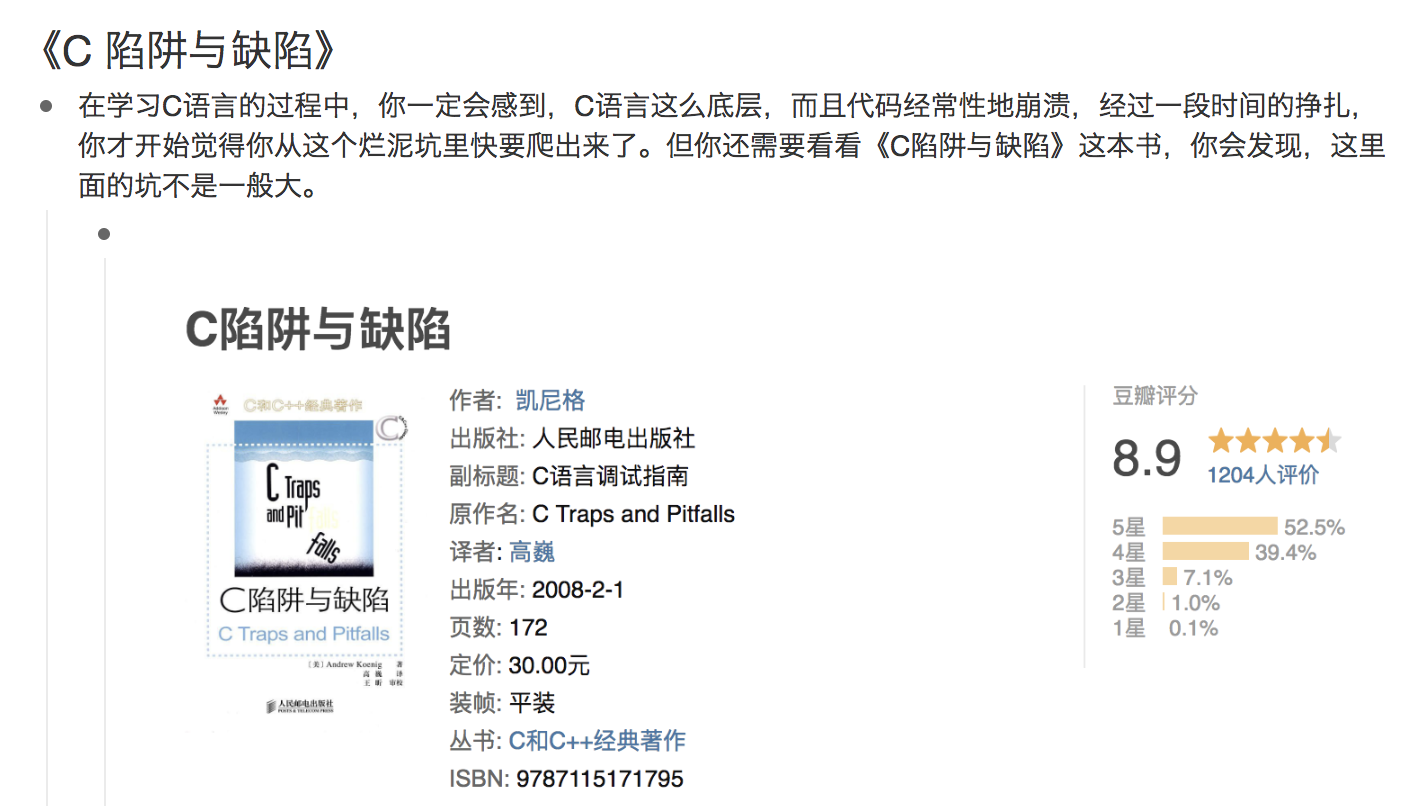 《C 陷阱与缺陷》
在学习C语言的过程中，你一定会感到，C语言这么底层，而且代码经常性地崩溃，经过一段时间的挣扎，
你才开始觉得你从这个烂泥坑里快要爬出来了。但你还需要看看《C陷阱与缺陷》这本书，你会发现，这里
面的坑不是一般大。
C陷阱与缺陷
C和C++经典著作
C Traps
and Pit
falls
C陷阱与缺陷
C Traps and Pitfalls
[美] Andrew Koenig 著
高 巍 译
王 昕 审校
人民邮电出版社
POSTS & TELECOM PRESS
作者: 凯尼格
出版社: 人民邮电出版社
副标题: C语言调试指南
原作名: C Traps and Pitfalls
译者: 高巍
出版年: 2008-2-1
页数: 172
定价: 30.00元
装帧: 平装
丛书: C和C++经典著作
ISBN: 9787115171795
豆瓣评分
8.9
1204人评价
5星 52.5%
4星 39.4%
3星 7.1%
2星 1.0%
1星 0.1%